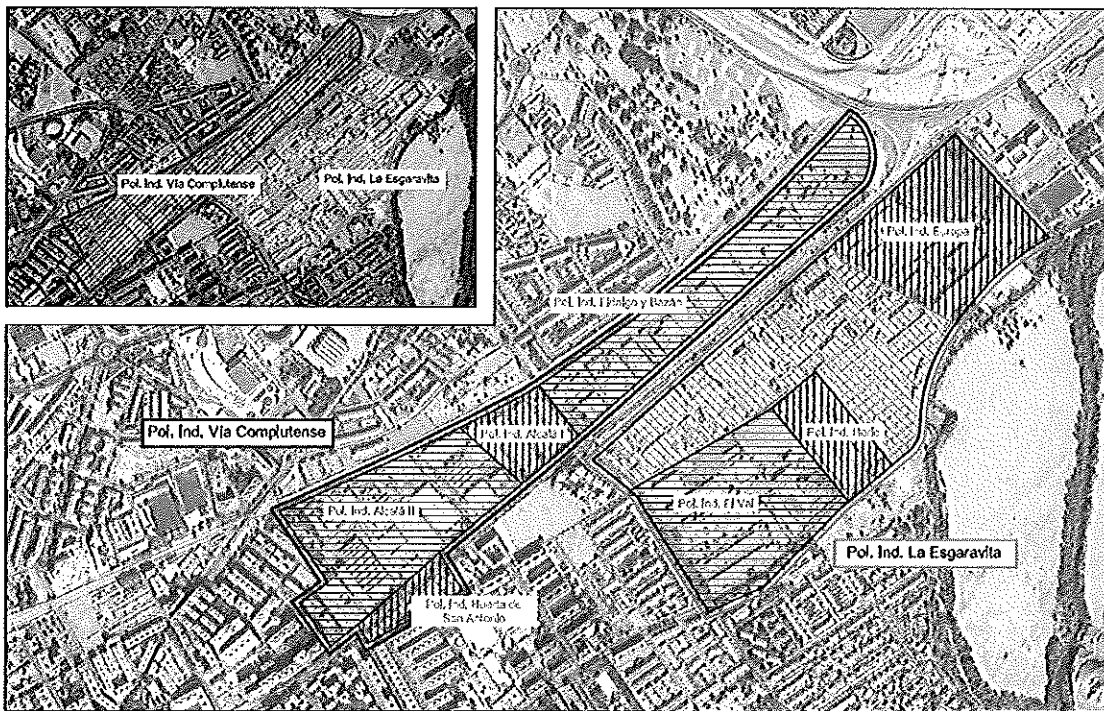 Pol. Ind. Vía Complutense
Pol. Ind. La Esgaravita
Pol. Ind. Europa
Pol. Ind. Hidalgo y Bazán
Pol. Ind. Vía Complutense
Pol. Ind. Alcalá I
Pol. Ind.
Pol. Ind. Alcalá II
Pol. Ind. El Val
Pol. Ind. La Esgaravita
Pol. Ind. Huerta de
San Antonio